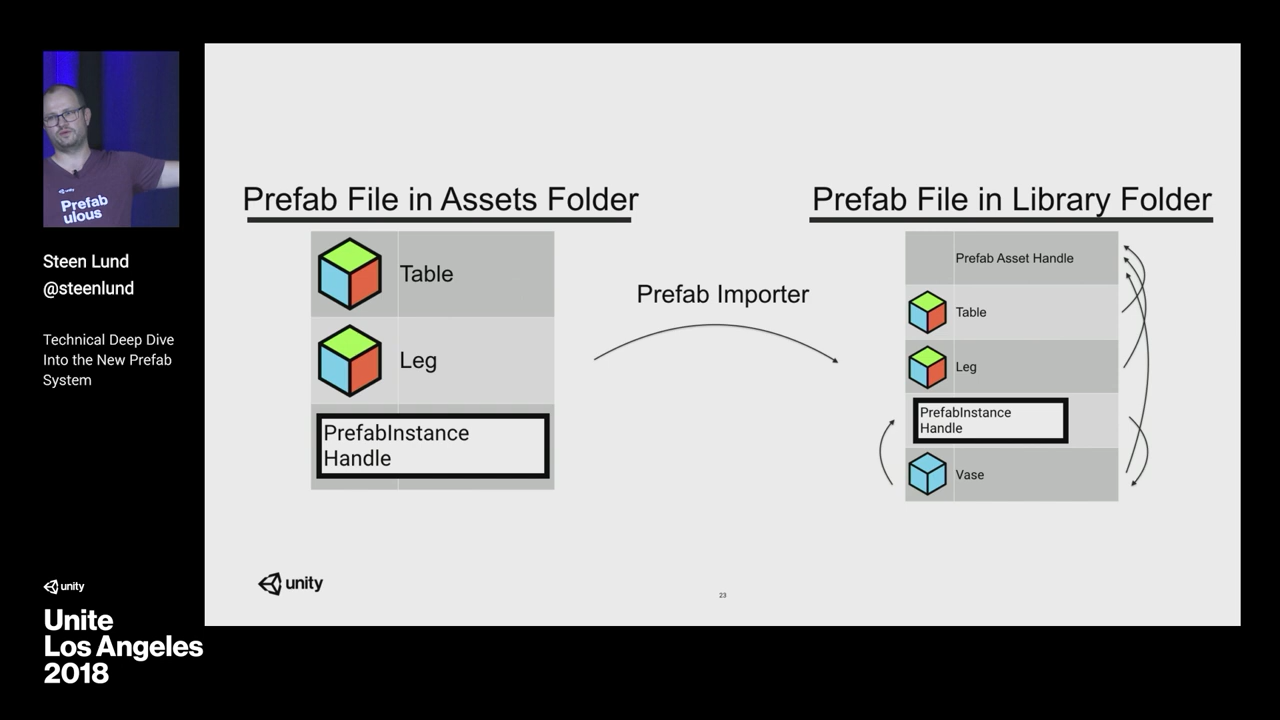 unity
Prefab
ulous
Steen Lund
@steenlund
Technical Deep Dive
Into the New Prefab
System
unity
Unite
Los Angeles
2018
Prefab File in Assets Folder
Table
Leg
PrefabInstance
Handle
Prefab Importer
Prefab File in Library Folder
Prefab Asset Handle
Table
Leg
PrefabInstance
Handle
Vase
unity
23